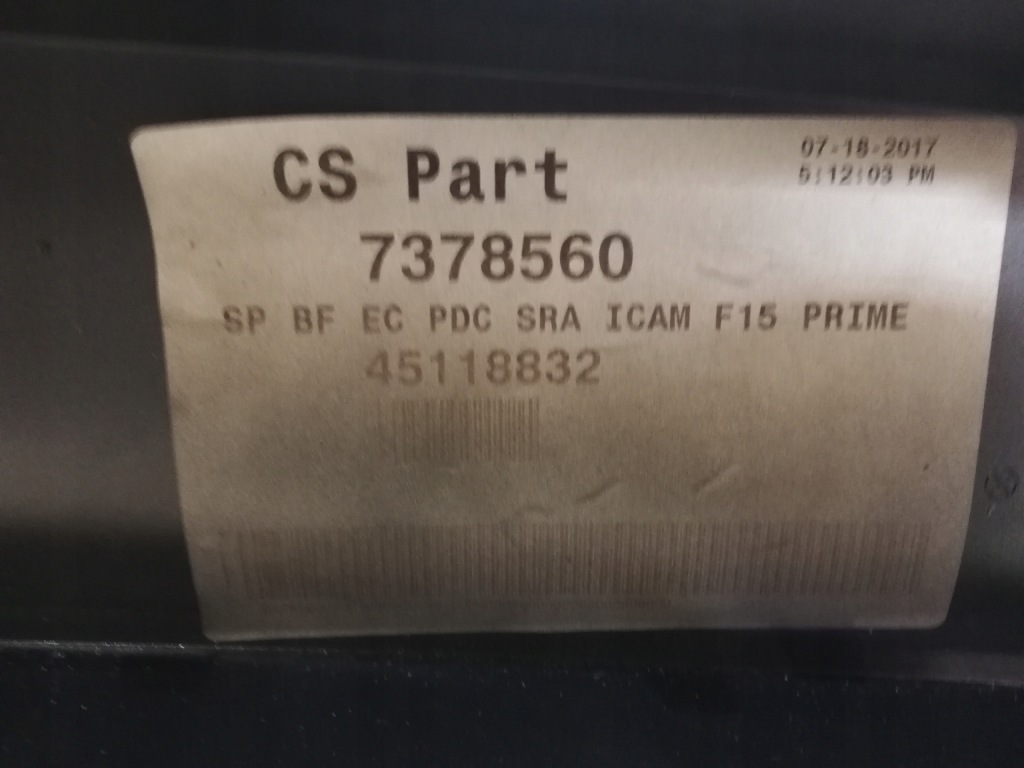 CS Part
07-18-2017
5:12:03 PM
7378560
SP BF EC PDC SRA ICAM F15 PRIME
45118832